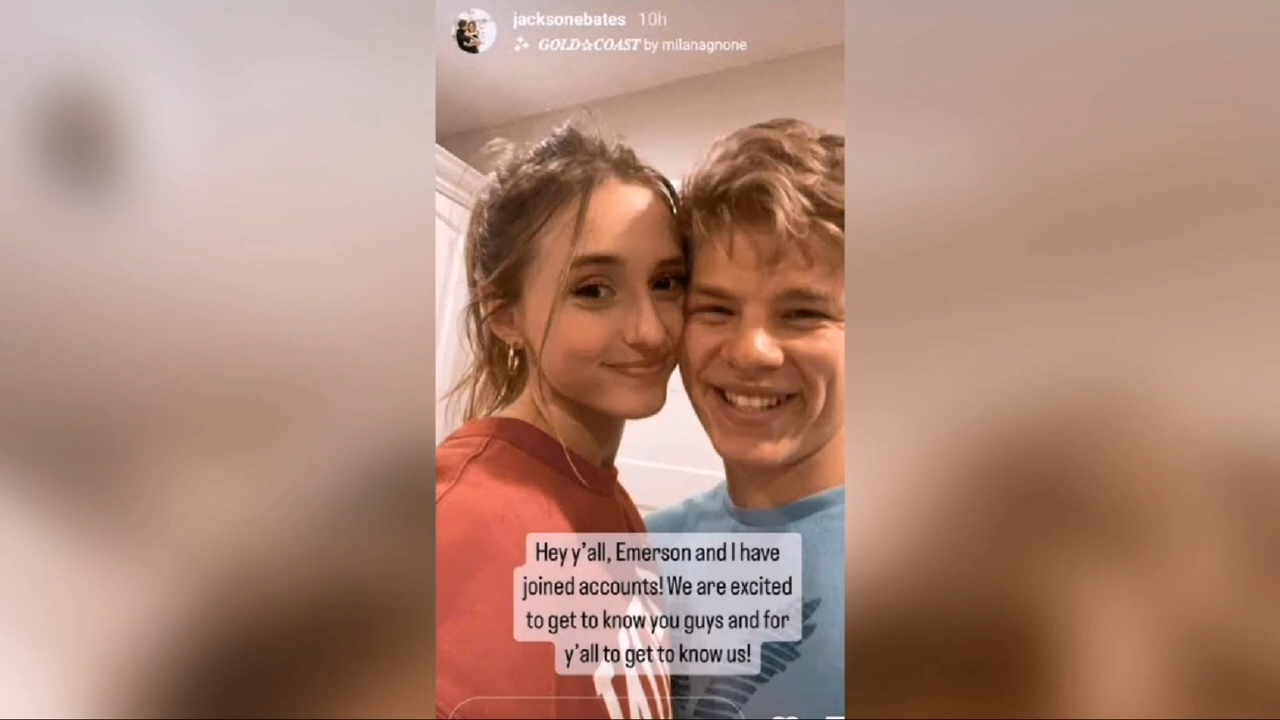 jacksonebates 10h
GOLD☆COAST by milanagnone
Hey y'all, Emerson and I have
joined accounts! We are excited
to get to know you guys and for
y'all to get to know us!